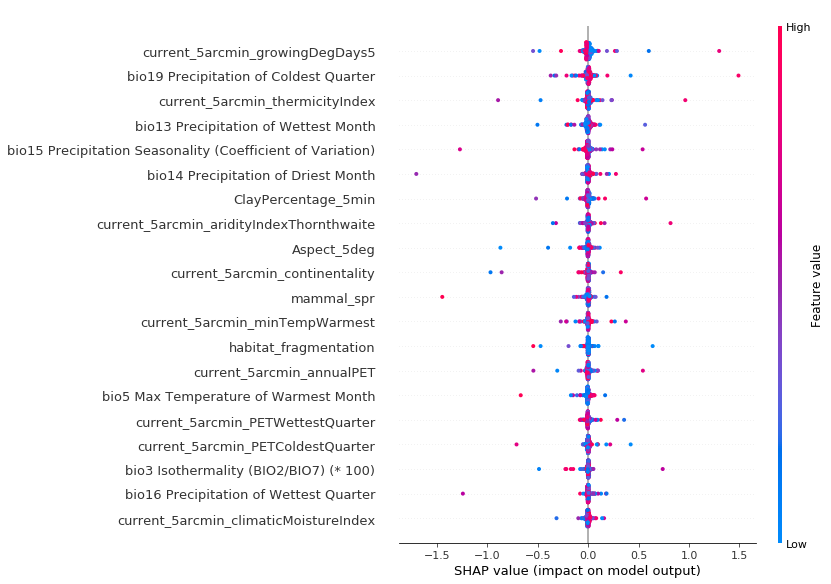 High
current_5arcmin_growingDegDays5
bio19 Precipitation of Coldest Quarter
current_5arcmin_thermicityIndex
bio13 Precipitation of Wettest Month
bio15 Precipitation Seasonality (Coefficient of Variation)
bio14 Precipitation of Driest Month
ClayPercentage_5min
current_5arcmin_aridityIndexThornthwaite
Aspect_5deg
current_5arcmin_continentality
mammal_spr
current_5arcmin_minTempWarmest
habitat_fragmentation
current_5arcmin_annualPET
bio5 Max Temperature of Warmest Month
current_5arcmin_PETWettestQuarter
current_5arcmin_PETColdestQuarter
bio3 Isothermality (BIO2/BIO7) (* 100)
bio16 Precipitation of Wettest Quarter
current_5arcmin_climaticMoistureIndex
Feature value
Low
−1.5 −1.0 −0.5 0.0 0.5 1.0 1.5
SHAP value (impact on model output)